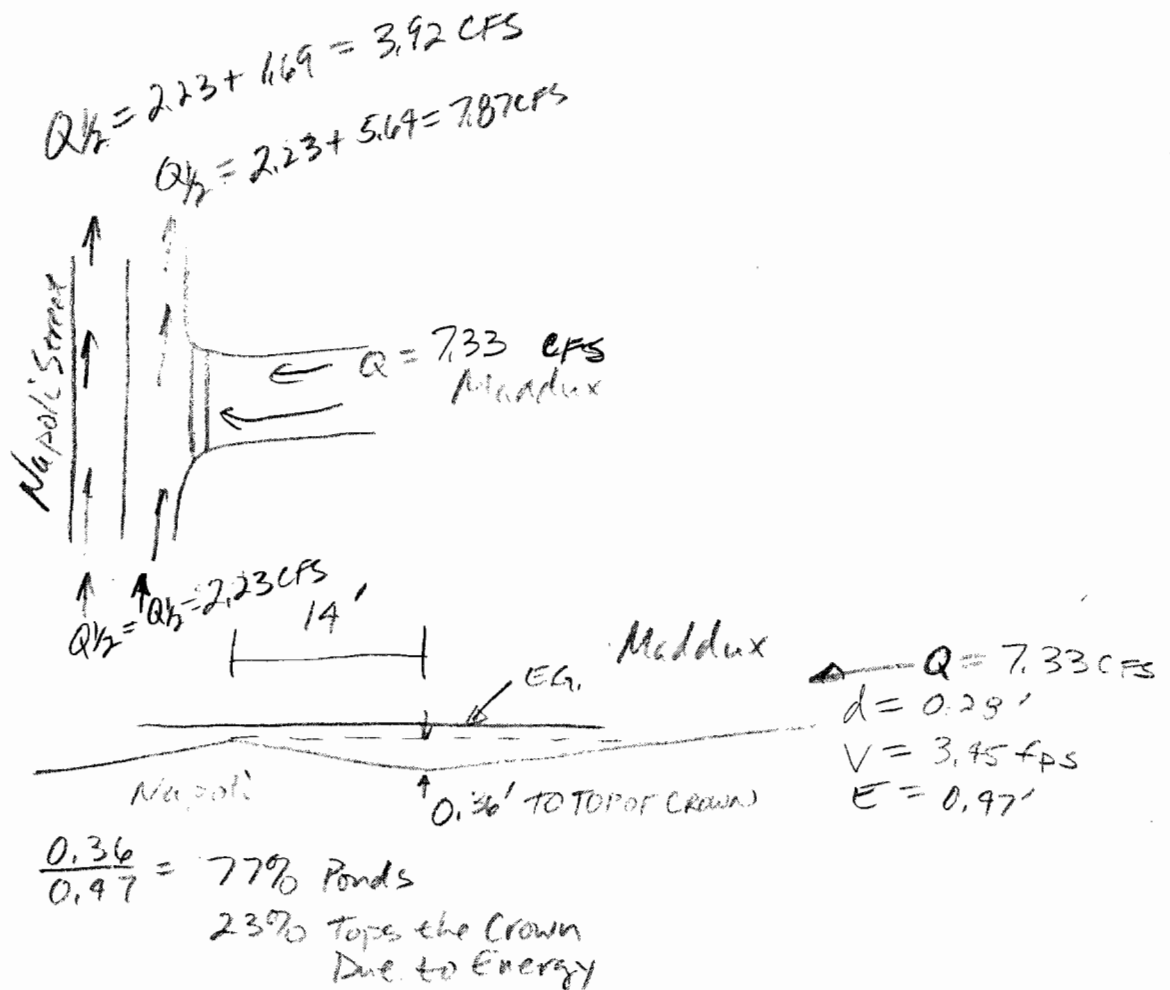 Q½ = 2.23 + 1.69 = 3.92 CFS
Q½ = 2.23 + 5.64 = 7.87 CFS
Napoli Street
Q = 7.33 CFS
Maddux
Q½ = Q½ = 2.23 CFS
14'
Maddux
E.G.
Q = 7.33 CFS
d = 0.28'
V = 3.45 fps
E = 0.47'
Napoli
0.36' TO TOP OF CROWN
0.36
0.47
= 77% Ponds
23% Tops the Crown
Due to Energy